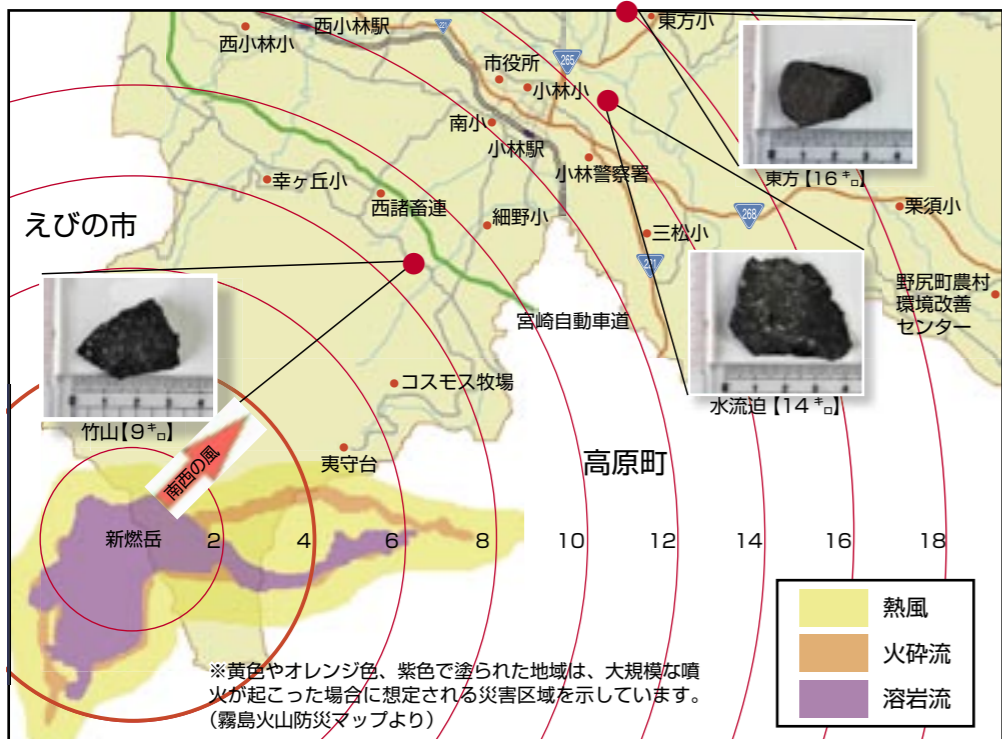 西小林小
西小林駅
221
東方小
市役所
265
小林小
南小
小林駅
小林警察署
東方【16㌔】
幸ヶ丘小
西諸畜連
細野小
268
栗須小
えびの市
三松小
221
野尻町農村
環境改善
センター
宮崎自動車道
コスモス牧場
水流迫【14㌔】
竹山【9㌔】
南西の風
夷守台
高原町
新燃岳
2
4
6
8
10
12
14
16
18
熱風
火砕流
溶岩流
※黄色やオレンジ色、紫色で塗られた地域は、大規模な噴
火が起こった場合に想定される災害区域を示しています。
(霧島火山防災マップより)